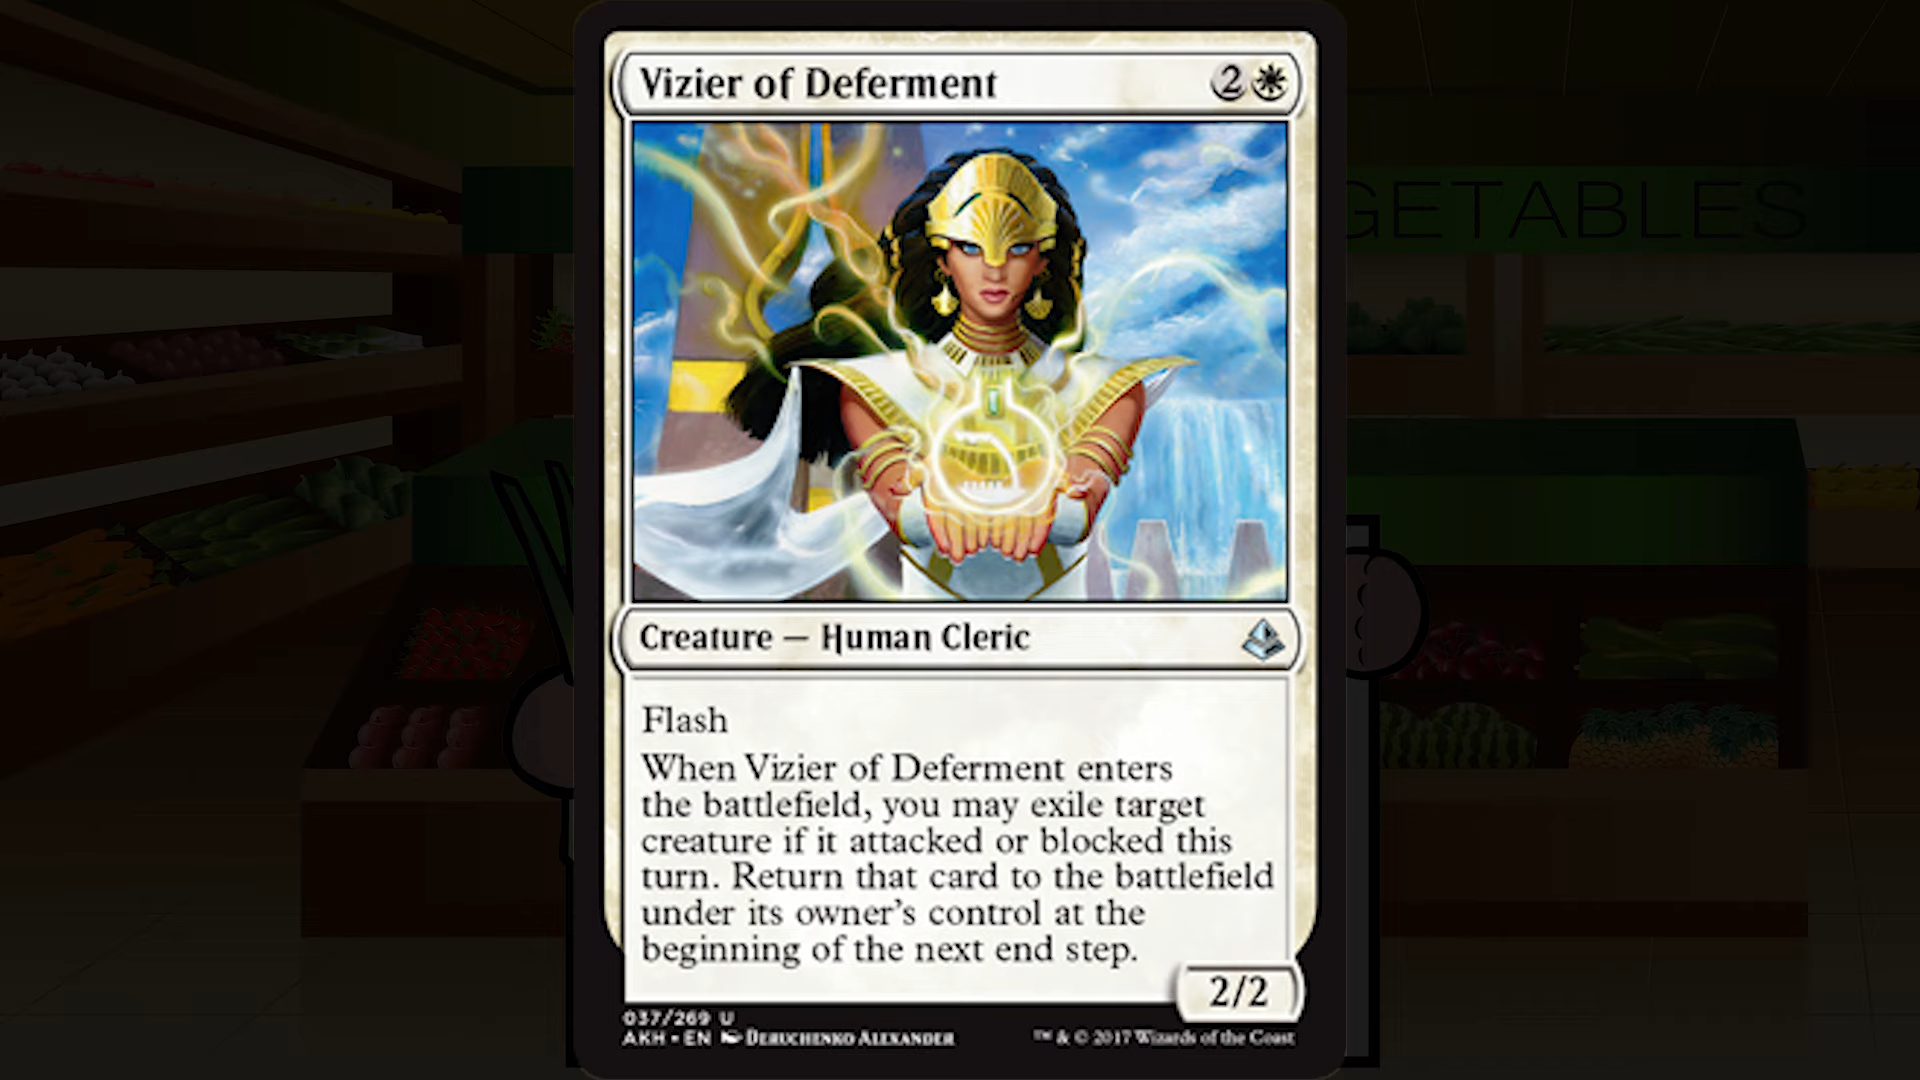 Vizier of Deferment 2
GETABLES
Creature — Human Cleric
Flash
When Vizier of Deferment enters
the battlefield, you may exile target
creature if it attacked or blocked this
turn. Return that card to the battlefield
under its owner's control at the
beginning of the next end step.
2/2
037/269 U
AKH • EN Deruchenko Alexander
™ & © 2017 Wizards of the Coast